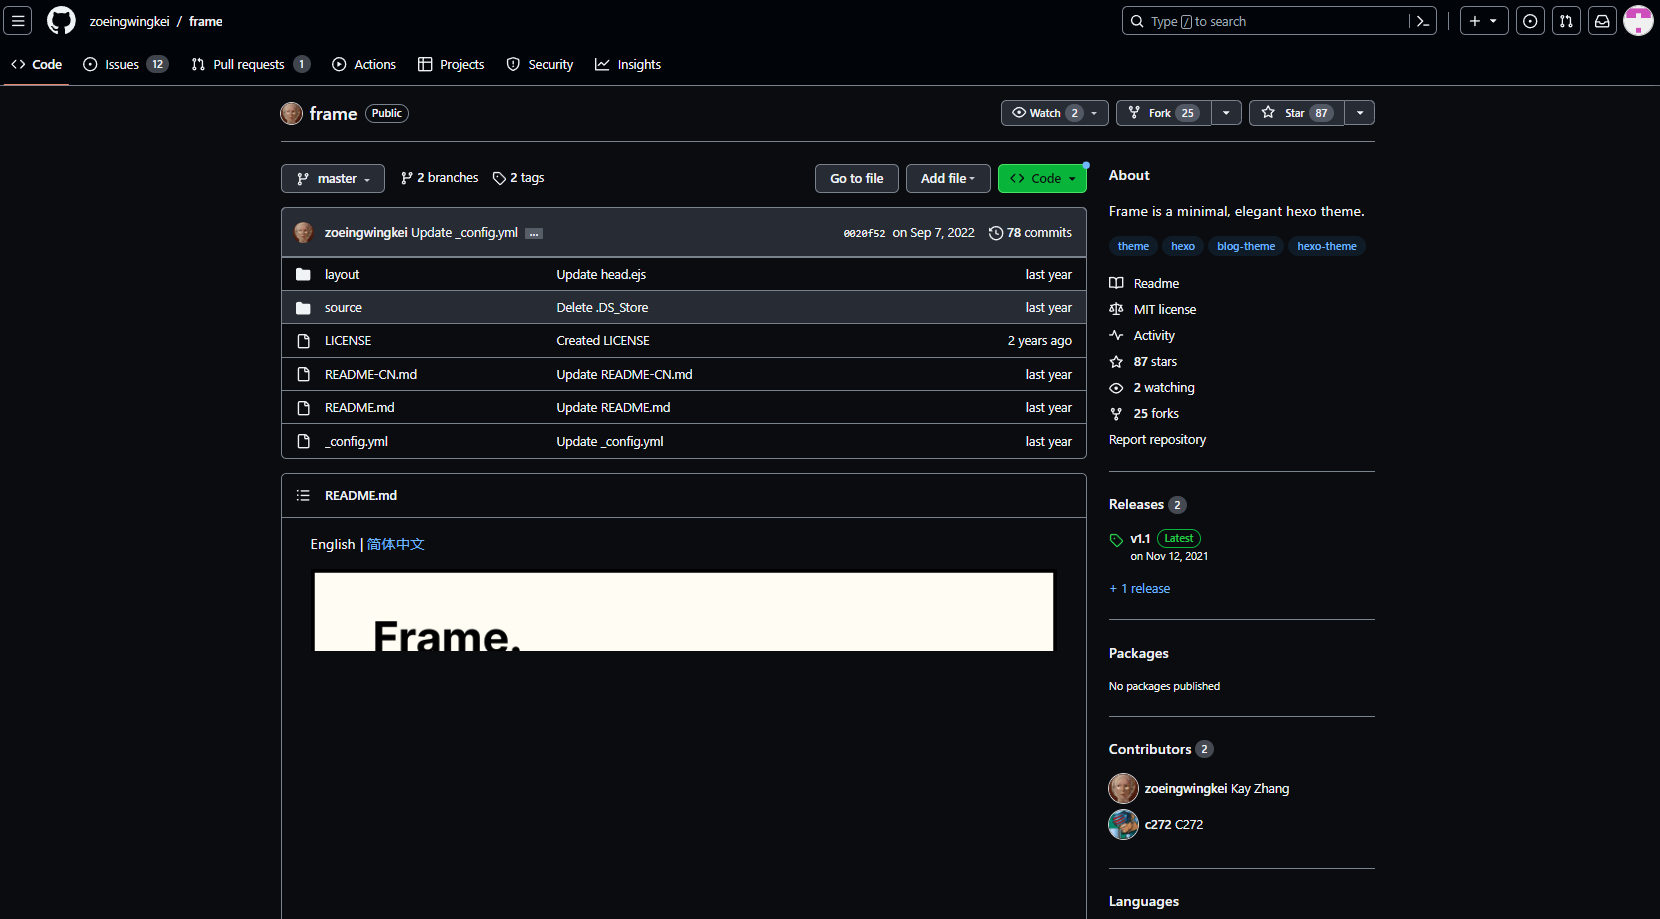 zoeingwingkei / frame
Type / to search
Code Issues 12 Pull requests 1 Actions Projects Security Insights
frame Public
Watch 2 Fork 25 Star 87
master 2 branches 2 tags Go to file Add file Code
zoeingwingkei Update _config.yml ... 0020f52 on Sep 7, 2022 78 commits
layout Update head.ejs last year
source Delete .DS_Store last year
LICENSE Created LICENSE 2 years ago
README-CN.md Update README-CN.md last year
README.md Update README.md last year
_config.yml Update _config.yml last year
README.md
English | 简体中文
Frame.
About
Frame is a minimal, elegant hexo theme.
theme hexo blog-theme hexo-theme
Readme
MIT license
Activity
87 stars
2 watching
25 forks
Report repository
Releases 2
v1.1 Latest
on Nov 12, 2021
+ 1 release
Packages
No packages published
Contributors 2
zoeingwingkei Kay Zhang
c272 C272
Languages